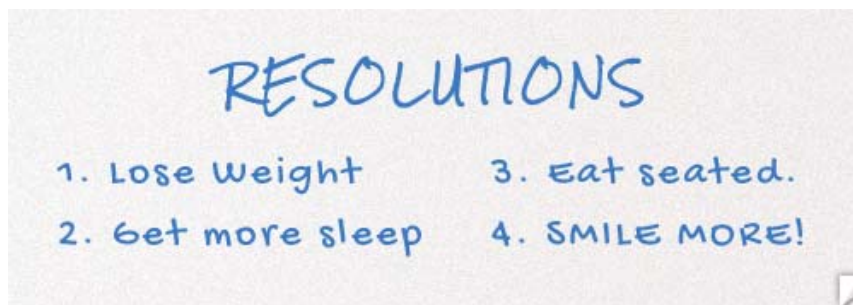 RESOLUTIONS
1. Lose Weight
2. Get more sleep
3. Eat seated.
4. SMILE MORE!